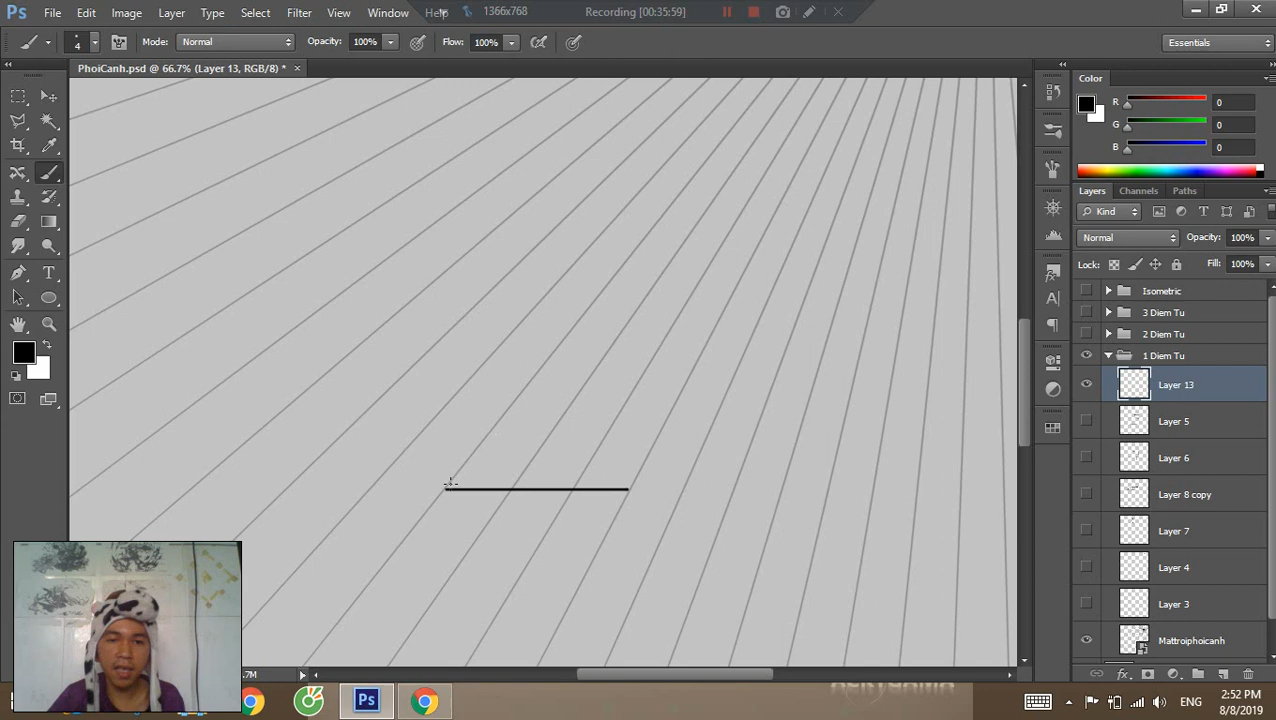 Ps File Edit Image Layer Type Select Filter 3D View Window Help 1366x768 Recording [00:35:59]
4 Mode: Normal Opacity: 100% Flow: 100% Essentials
PhoiCanh.psd @ 66.7% (Layer 13, RGB/8) *
Color
R 0
G 0
B 0
Layers Channels Paths
Kind
Normal Opacity: 100%
Lock: Fill: 100%
Isometric
3 Diem Tu
2 Diem Tu
1 Diem Tu
Layer 13
Layer 5
Layer 6
Layer 8 copy
Layer 7
Layer 4
Layer 3
Mattroiphoicanh
Ps ENG 2:52 PM
8/8/2019